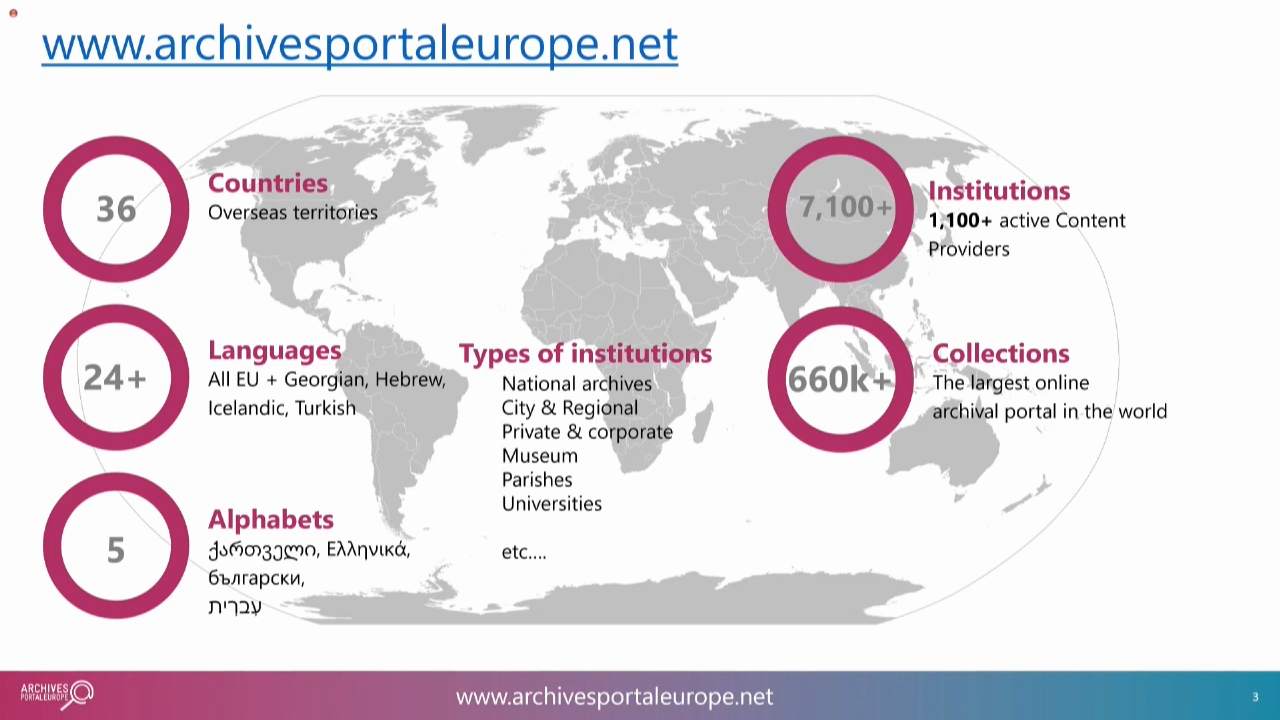 www.archivesportaleurope.net
36
Countries
Overseas territories
24+
Languages
All EU + Georgian, Hebrew,
Icelandic, Turkish
5
Alphabets
ქართველი, Ελληνικά,
български,
עִברִית
Types of institutions
National archives
City & Regional
Private & corporate
Museum
Parishes
Universities
etc....
7,100+
Institutions
1,100+ active Content
Providers
660k+
Collections
The largest online
archival portal in the world
ARCHIVES
PORTALEUROPE
www.archivesportaleurope.net
3